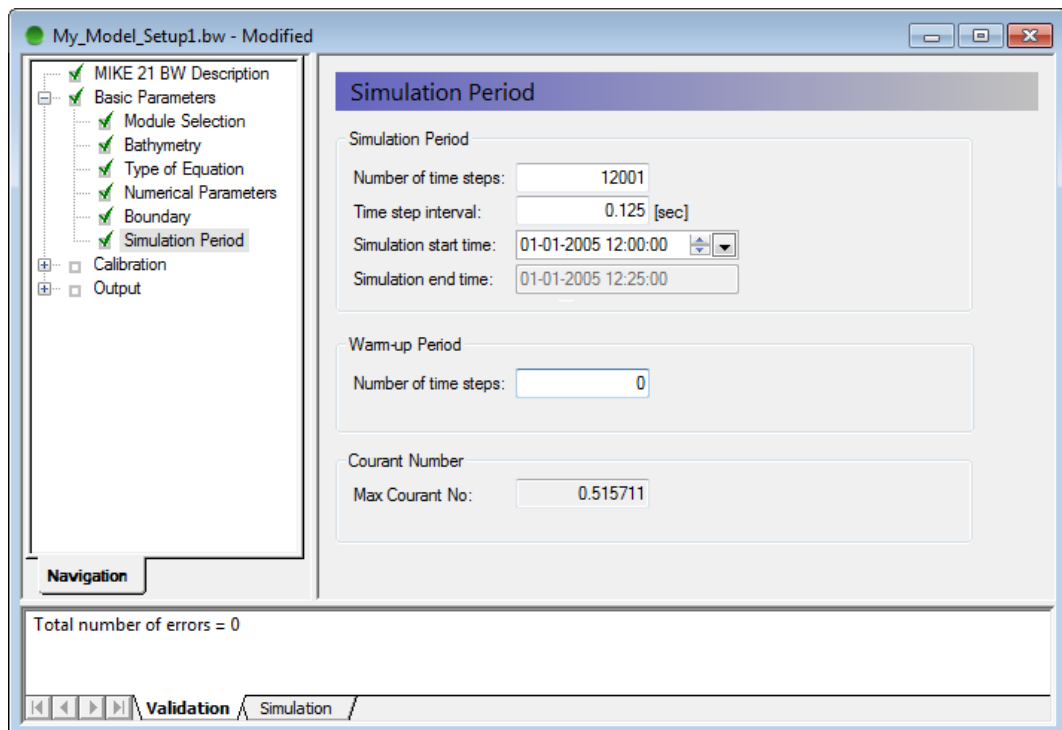 My_Model_Setup1.bw - Modified
MIKE 21 BW Description
Basic Parameters
Module Selection
Bathymetry
Type of Equation
Numerical Parameters
Boundary
Simulation Period
Calibration
Output
Navigation
Simulation Period
Simulation Period
Number of time steps: 12001
Time step interval: 0.125 [sec]
Simulation start time: 01-01-2005 12:00:00
Simulation end time: 01-01-2005 12:25:00
Warm-up Period
Number of time steps: 0
Courant Number
Max Courant No: 0.515711
Total number of errors = 0
Validation Simulation